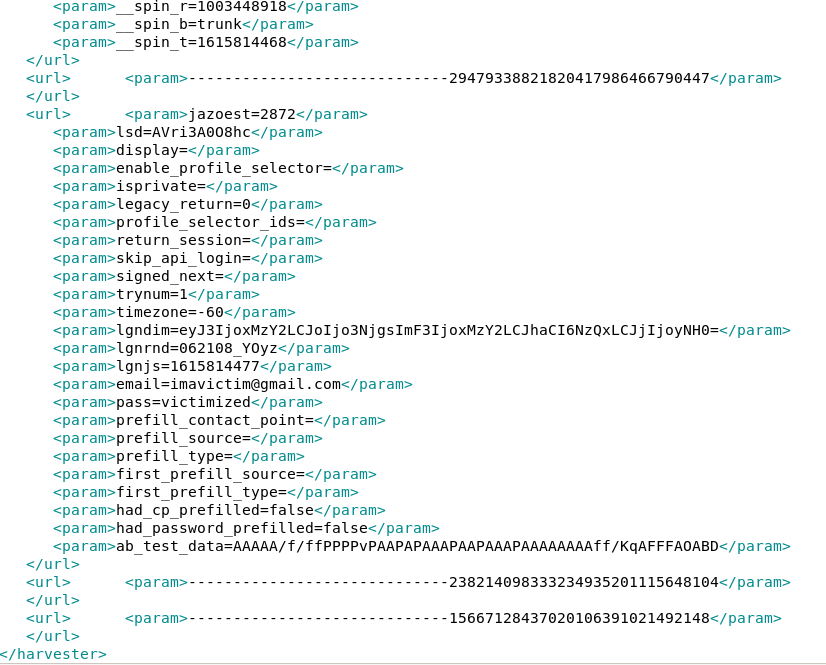 <param>__spin_r=1003448918</param>
<param>__spin_b=trunk</param>
<param>__spin_t=1615814468</param>
</url>
<url>      <param>-----------------------------29479338821820417986466790447</param>
</url>
<url>      <param>jazoest=2872</param>
<param>lsd=AVri3A0O8hc</param>
<param>display=</param>
<param>enable_profile_selector=</param>
<param>isprivate=</param>
<param>legacy_return=0</param>
<param>profile_selector_ids=</param>
<param>return_session=</param>
<param>skip_api_login=</param>
<param>signed_next=</param>
<param>trynum=1</param>
<param>timezone=-60</param>
<param>lgndim=eyJ3IjoxMzY2LCJoIjo3NjgsImF3IjoxMzY2LCJhaCI6NzQxLCJjIjoyNH0=</param>
<param>lgnrnd=062108_YOyz</param>
<param>lgnjs=1615814477</param>
<param>email=imavictim@gmail.com</param>
<param>pass=victimized</param>
<param>prefill_contact_point=</param>
<param>prefill_source=</param>
<param>prefill_type=</param>
<param>first_prefill_source=</param>
<param>first_prefill_type=</param>
<param>had_cp_prefilled=false</param>
<param>had_password_prefilled=false</param>
<param>ab_test_data=AAAAA/f/ffPPPPvPAAPAPAAAPAAPAAAPAAAAAAAAff/KqAFFFAOABD</param>
</url>
<url>      <param>-----------------------------238214098333234935201115648104</param>
</url>
<url>      <param>-----------------------------15667128437020106391021492148</param>
</url>
</harvester>